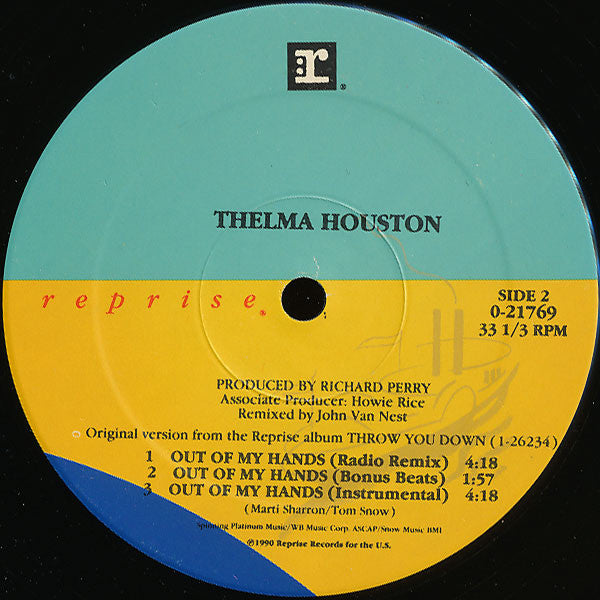 r®
THELMA HOUSTON
reprise®
SIDE 2
0-21769
33 1/3 RPM
PRODUCED BY RICHARD PERRY
Associate Producer: Howie Rice
Remixed by John Van Nest
Original version from the Reprise album THROW YOU DOWN (1-26234)
1 OUT OF MY HANDS (Radio Remix) 4:18
2 OUT OF MY HANDS (Bonus Beats) 1:57
3 OUT OF MY HANDS (Instrumental) 4:18
(Marti Sharron/Tom Snow)
Spinning Platinum Music/WB Music Corp. ASCAP/Snow Music BMI
℗©1990 Reprise Records for the U.S.